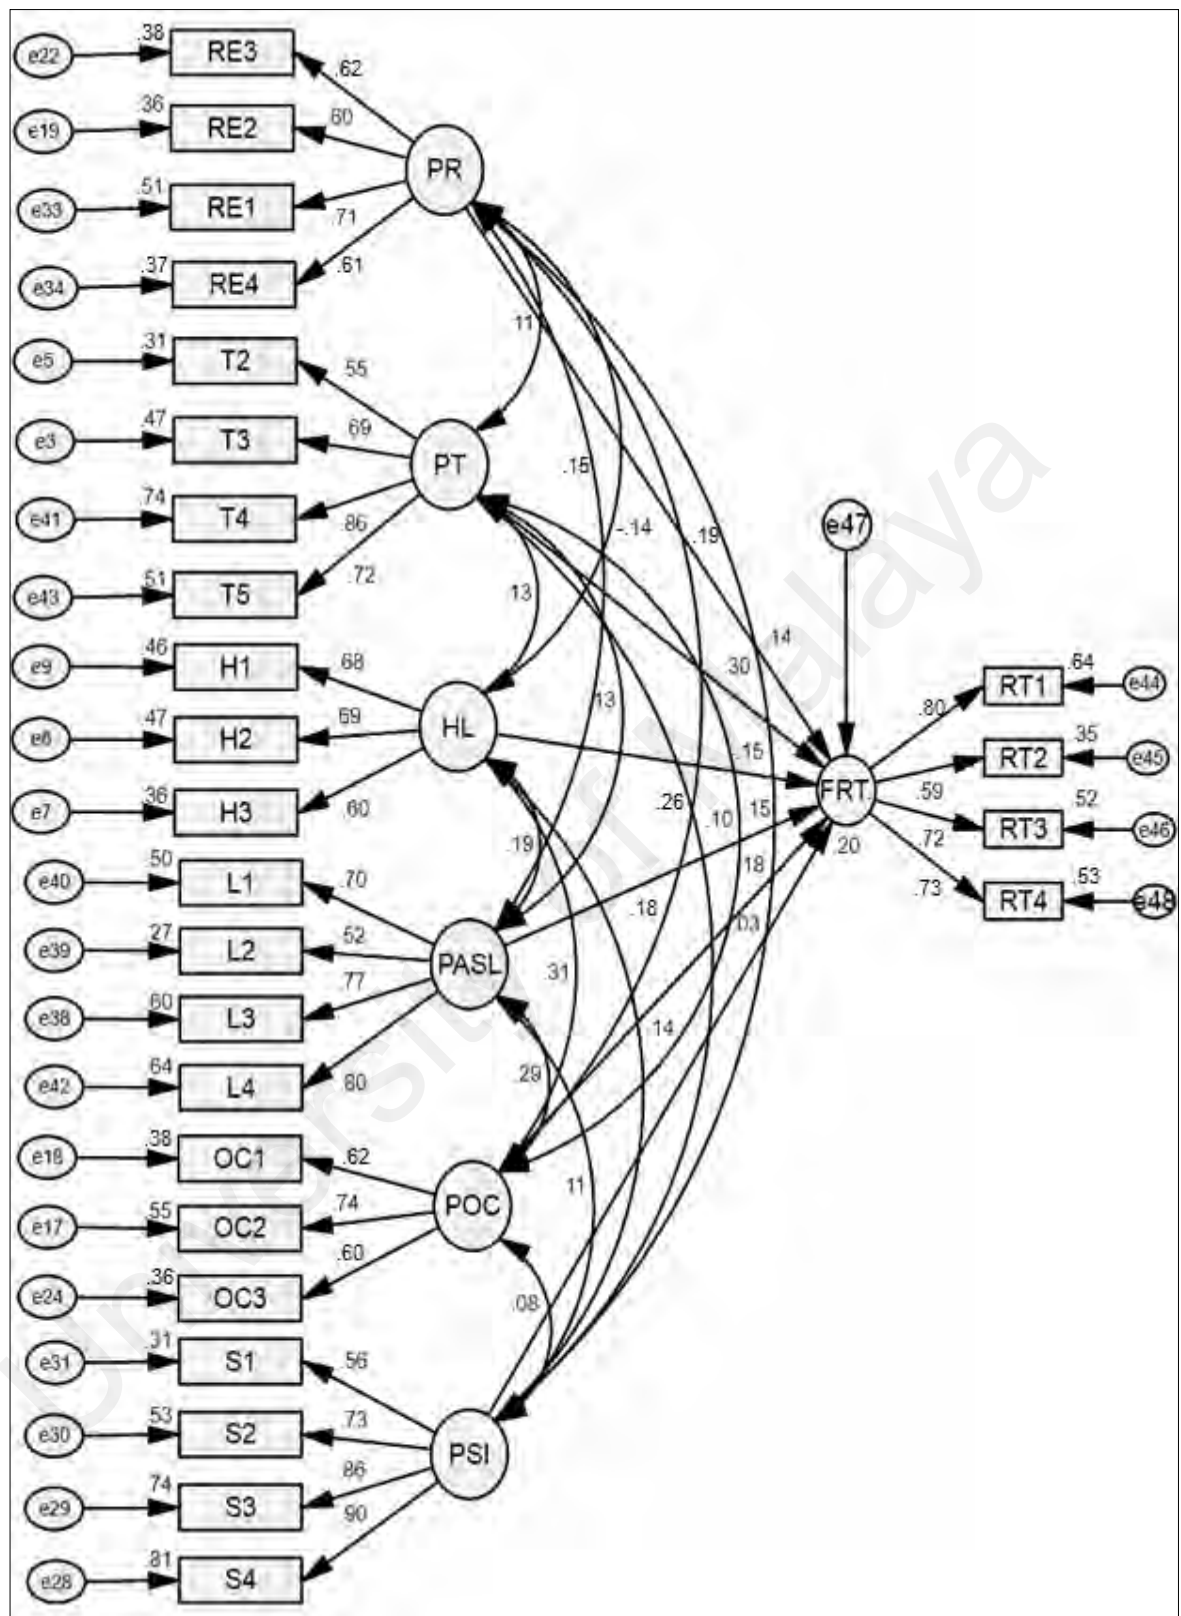 e22 .38 RE3 .62
e19 .36 RE2 .60
PR
e33 .51 RE1 .71
e34 .37 RE4 .61
e5 .31 T2 .55
.11
e3 .47 T3 .69
PT
.15
e41 .74 T4 .86
-.14 .19
e47
e43 .51 T5 .72
.13
.14
e9 .46 H1 .68
.30
.64
RT1 e44
.80
.13
e6 .47 H2 .69
HL
.15
.35
RT2 e45
.59
FRT
e7 .36 H3 .60
.26 .10 .15
.52
RT3 e46
.72
.19
.20
e40 .50 L1 .70
.18
.53
RT4 e48
.73
.18
.03
e39 .27 L2 .52
PASL
.31
e38 .60 L3 .77
.14
e42 .64 L4 .80
.29
e18 .38 OC1 .62
.11
POC
e17 .55 OC2 .74
e24 .36 OC3 .60
.08
e31 .31 S1 .56
e30 .53 S2 .73
PSI
e29 .74 S3 .86
e28 .81 S4 .90
University of Malaya